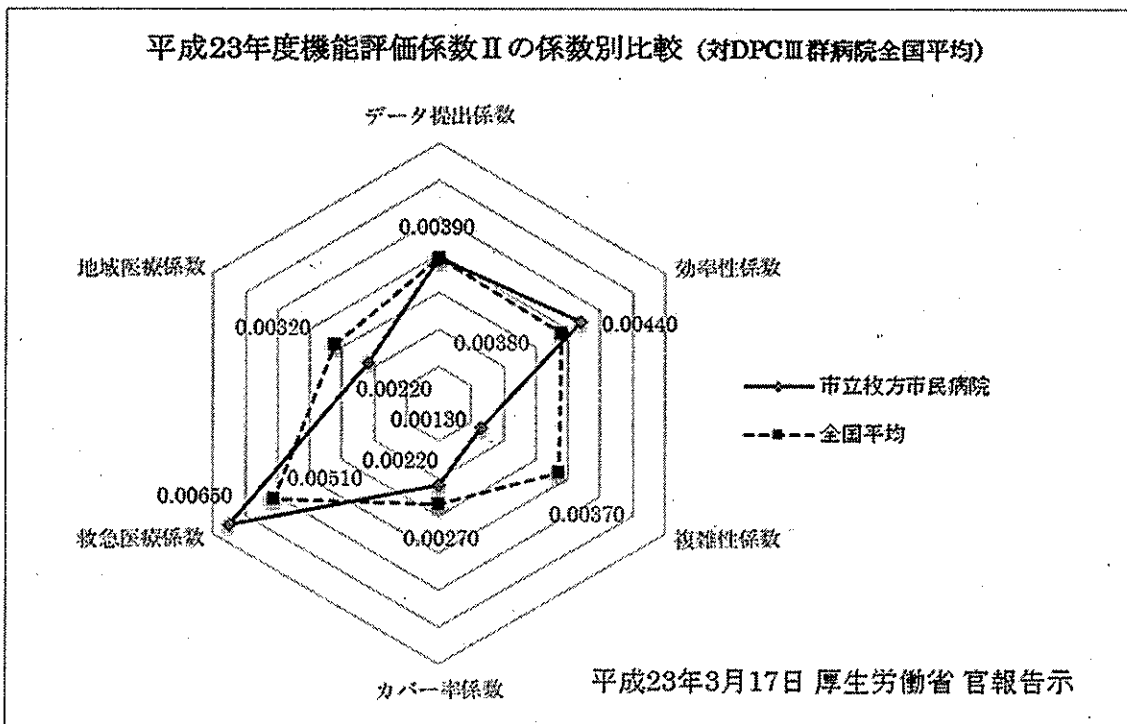 平成23年度機能評価係数Ⅱの係数別比較 (対DPCⅢ群病院全国平均)
データ提出係数
0.00390
地域医療係数
効率性係数
0.00320
0.00380
0.00440
0.00220
市立枚方市民病院
0.00130
全国平均
0.00220
0.00510
0.00650
0.00370
救急医療係数
0.00270
複雑性係数
カバー率係数
平成23年3月17日 厚生労働省 官報告示